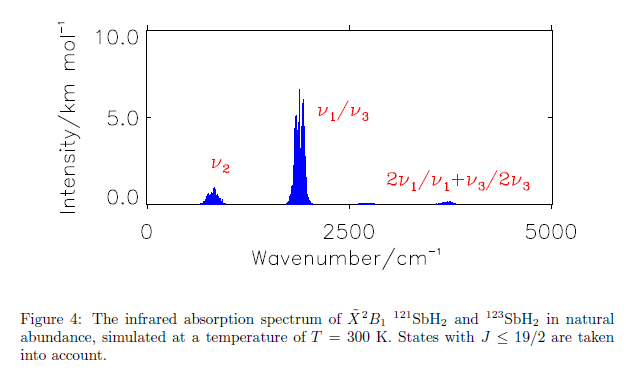 10.0
5.0
0.0
Intensity/km mol⁻¹
ν₂
ν₁/ν₃
2ν₁/ν₁+ν₃/2ν₃
0 2500 5000
Wavenumber/cm⁻¹
Figure 4: The infrared absorption spectrum of X̃²B₁ ¹²¹SbH₂ and ¹²³SbH₂ in natural
abundance, simulated at a temperature of T = 300 K. States with J ≤ 19/2 are taken
into account.